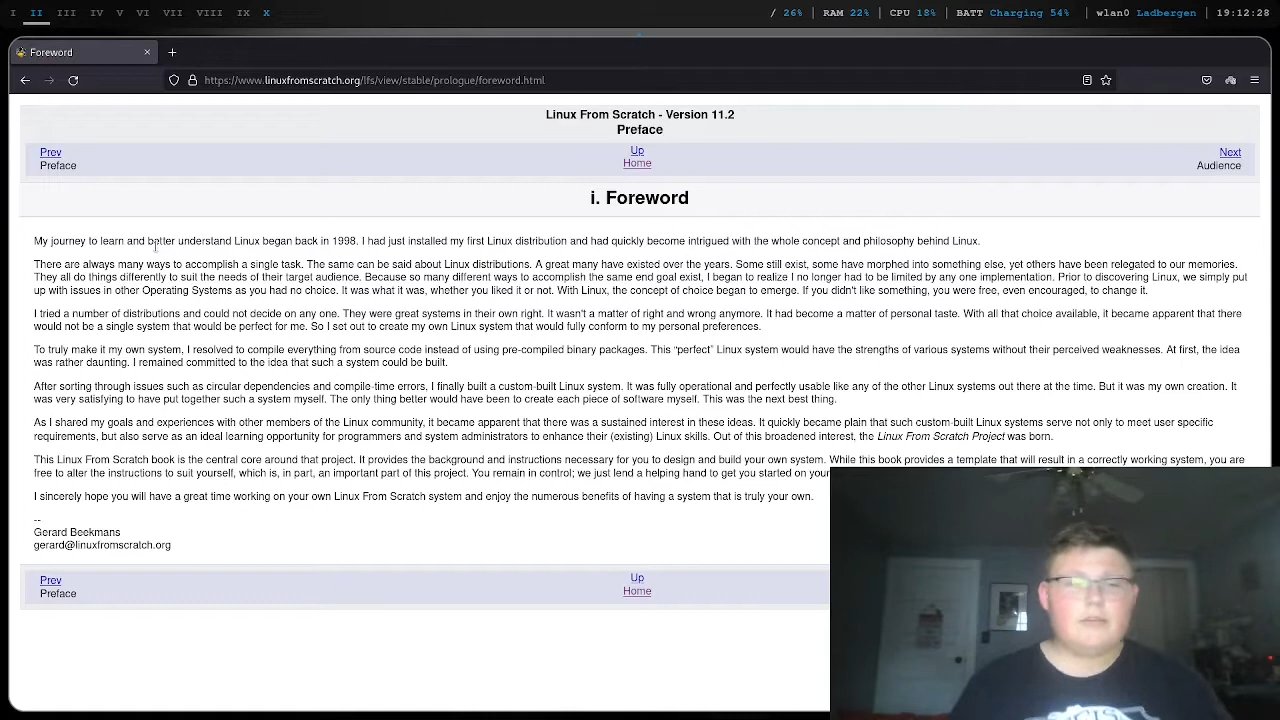 I II III IV V VI VII VIII IX X / 26% RAM 22% CPU 18% BATT Charging 54% wlan0 Ladbergen 19:12:28
Foreword
https://www.linuxfromscratch.org/lfs/view/stable/prologue/foreword.html
Linux From Scratch - Version 11.2
Preface
Prev Up Next
Preface Home Audience
i. Foreword
My journey to learn and better understand Linux began back in 1998. I had just installed my first Linux distribution and had quickly become intrigued with the whole concept and philosophy behind Linux.
There are always many ways to accomplish a single task. The same can be said about Linux distributions. A great many have existed over the years. Some still exist, some have morphed into something else, yet others have been relegated to our memories.
They all do things differently to suit the needs of their target audience. Because so many different ways to accomplish the same end goal exist, I began to realize I no longer had to be limited by any one implementation. Prior to discovering Linux, we simply put
up with issues in other Operating Systems as you had no choice. It was what it was, whether you liked it or not. With Linux, the concept of choice began to emerge. If you didn't like something, you were free, even encouraged, to change it.
I tried a number of distributions and could not decide on any one. They were great systems in their own right. It wasn't a matter of right and wrong anymore. It had become a matter of personal taste. With all that choice available, it became apparent that there
would not be a single system that would be perfect for me. So I set out to create my own Linux system that would fully conform to my personal preferences.
To truly make it my own system, I resolved to compile everything from source code instead of using pre-compiled binary packages. This “perfect” Linux system would have the strengths of various systems without their perceived weaknesses. At first, the idea
was rather daunting. I remained committed to the idea that such a system could be built.
After sorting through issues such as circular dependencies and compile-time errors, I finally built a custom-built Linux system. It was fully operational and perfectly usable like any of the other Linux systems out there at the time. But it was my own creation. It
was very satisfying to have put together such a system myself. The only thing better would have been to create each piece of software myself. This was the next best thing.
As I shared my goals and experiences with other members of the Linux community, it became apparent that there was a sustained interest in these ideas. It quickly became plain that such custom-built Linux systems serve not only to meet user specific
requirements, but also serve as an ideal learning opportunity for programmers and system administrators to enhance their (existing) Linux skills. Out of this broadened interest, the Linux From Scratch Project was born.
This Linux From Scratch book is the central core around that project. It provides the background and instructions necessary for you to design and build your own system. While this book provides a template that will result in a correctly working system, you are
free to alter the instructions to suit yourself, which is, in part, an important part of this project. You remain in control; we just lend a helping hand to get you started on your
I sincerely hope you will have a great time working on your own Linux From Scratch system and enjoy the numerous benefits of having a system that is truly your own.
--
Gerard Beekmans
gerard@linuxfromscratch.org
Prev Up
Preface Home